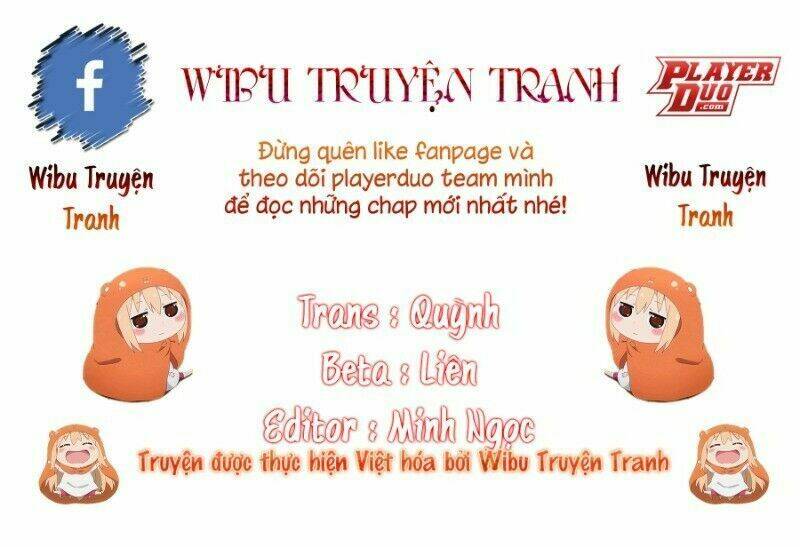 f
WIBU TRUYỆN TRANH
PLAYER
DUO
.com
Wibu Truyện
Tranh
Đừng quên like fanpage và
theo dõi playerduo team mình
để đọc những chap mới nhất nhé!
Wibu Truyện
Tranh
Trans : Quỳnh
Beta : Liên
Editor : Minh Ngọc
Truyện được thực hiện Việt hóa bởi Wibu Truyện Tranh